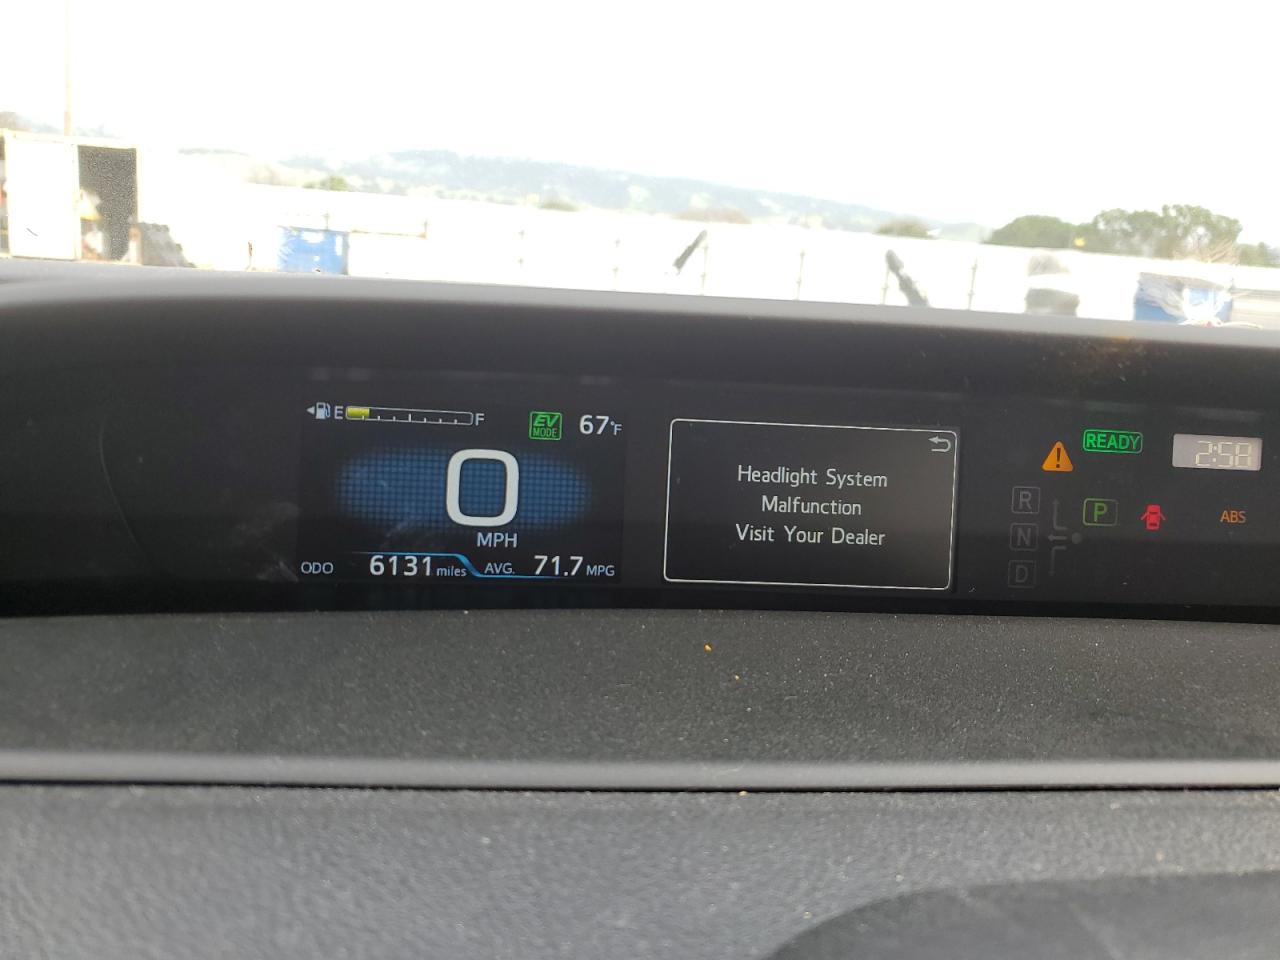 E F
EV
MODE
67°F
0
MPH
ODO 6131 miles AVG. 71.7 MPG
Headlight System
Malfunction
Visit Your Dealer
READY
2:58
R
N
D
P
ABS